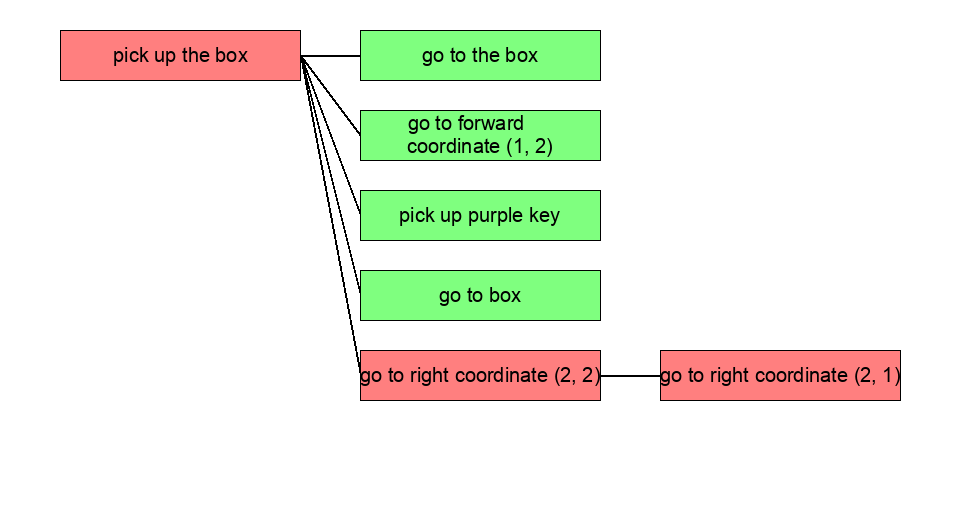 pick up the box
go to the box
go to forward
coordinate (1, 2)
pick up purple key
go to box
go to right coordinate (2, 2)
go to right coordinate (2, 1)